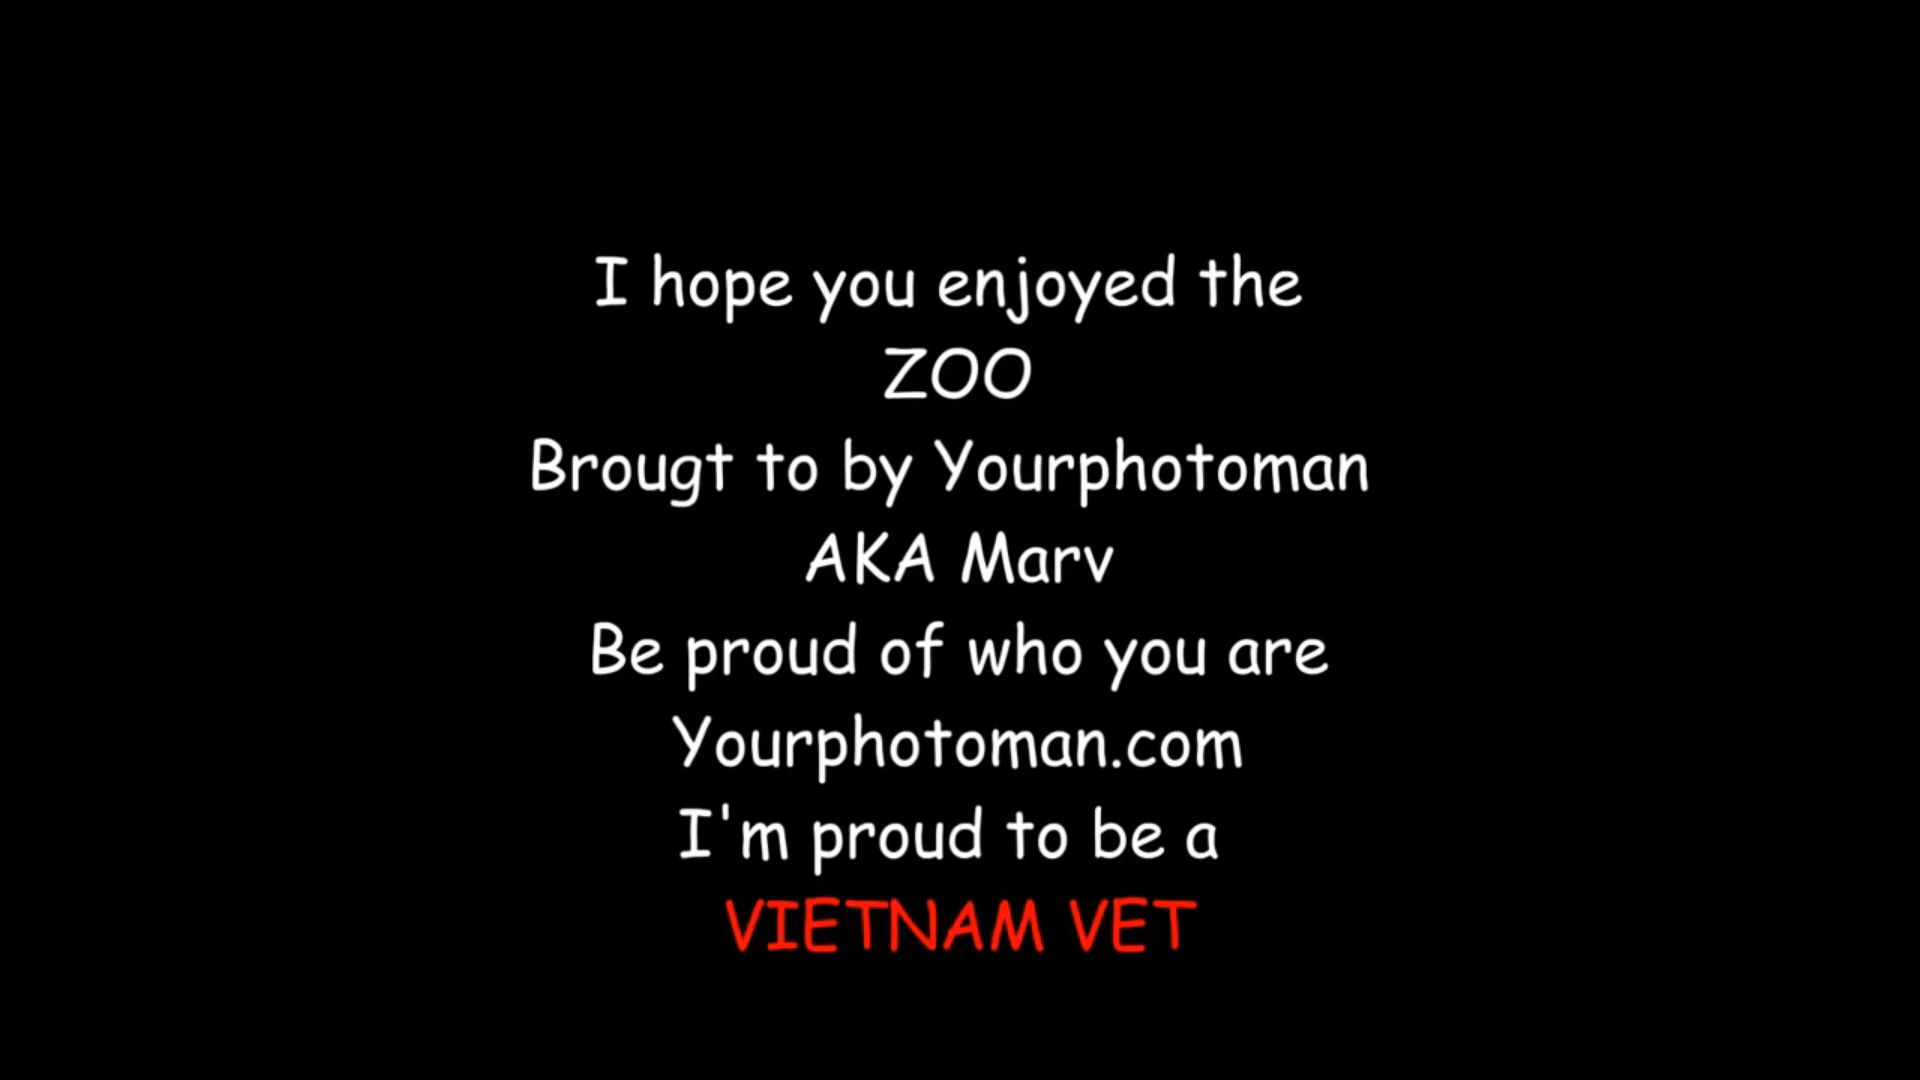 I hope you enjoyed the
ZOO
Brougt to by Yourphotoman
AKA Marv
Be proud of who you are
Yourphotoman.com
I'm proud to be a
VIETNAM VET